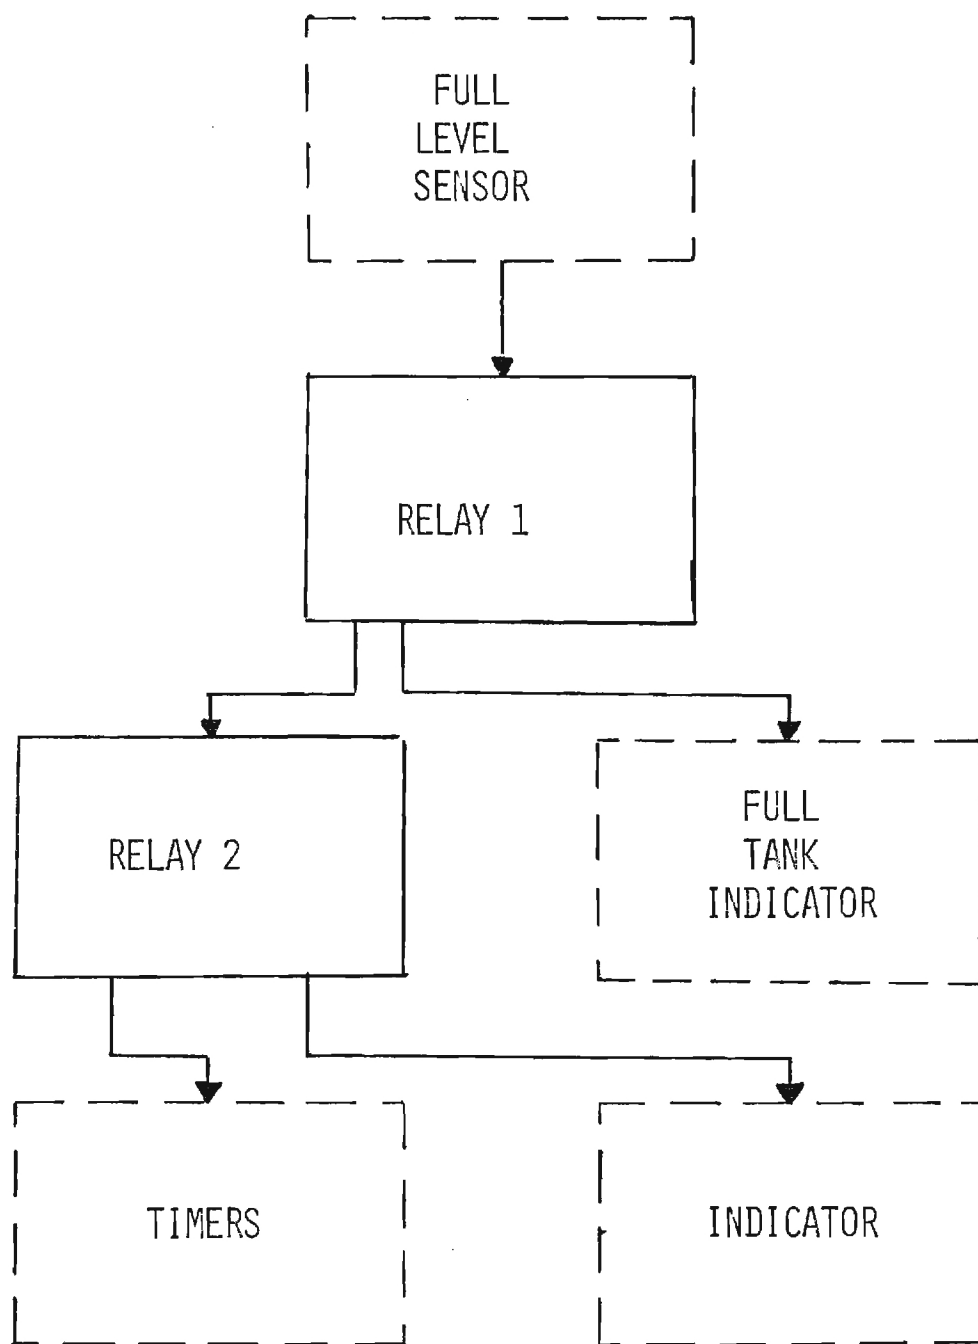 FULL
LEVEL
SENSOR
RELAY 1
RELAY 2
FULL
TANK
INDICATOR
TIMERS
INDICATOR